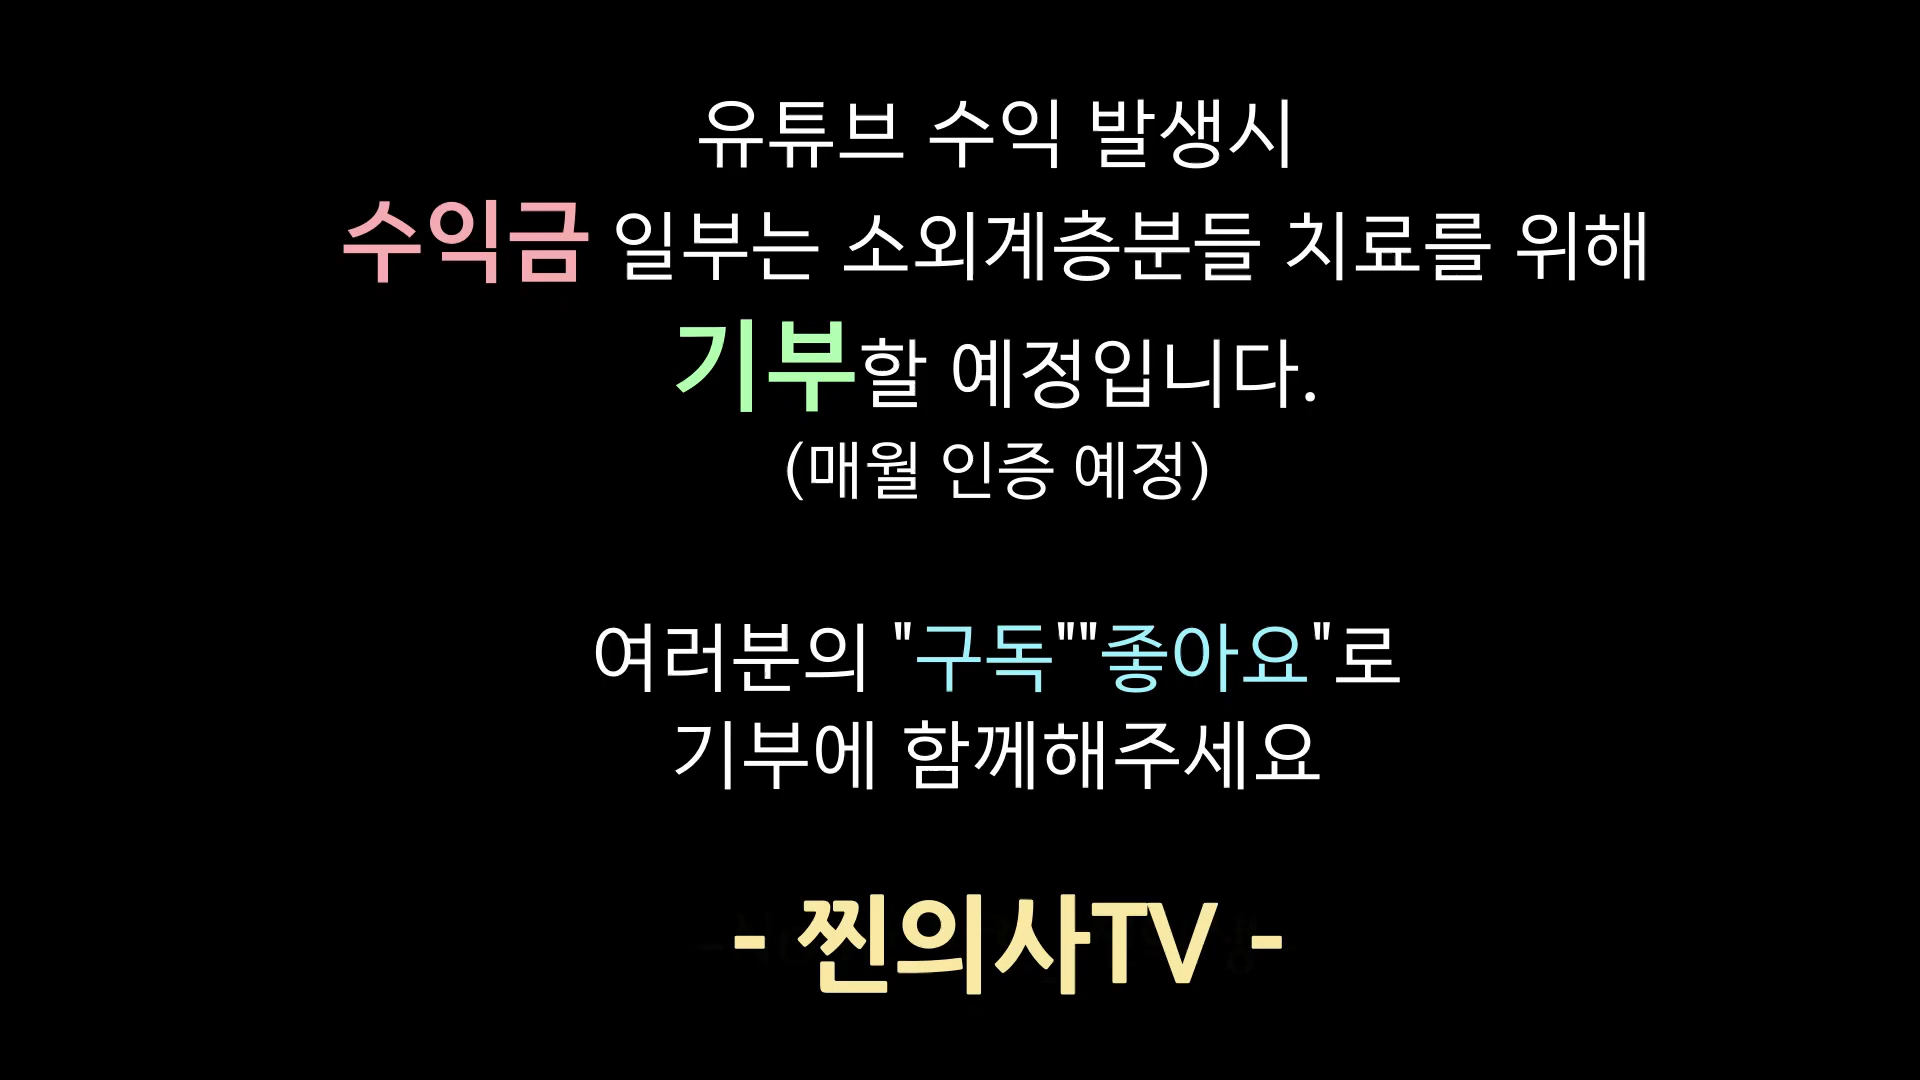 유튜브 수익 발생시
수익금 일부는 소외계층분들 치료를 위해
기부할 예정입니다.
(매월 인증 예정)
여러분의 "구독""좋아요"로
기부에 함께해주세요
- 찐의사TV -